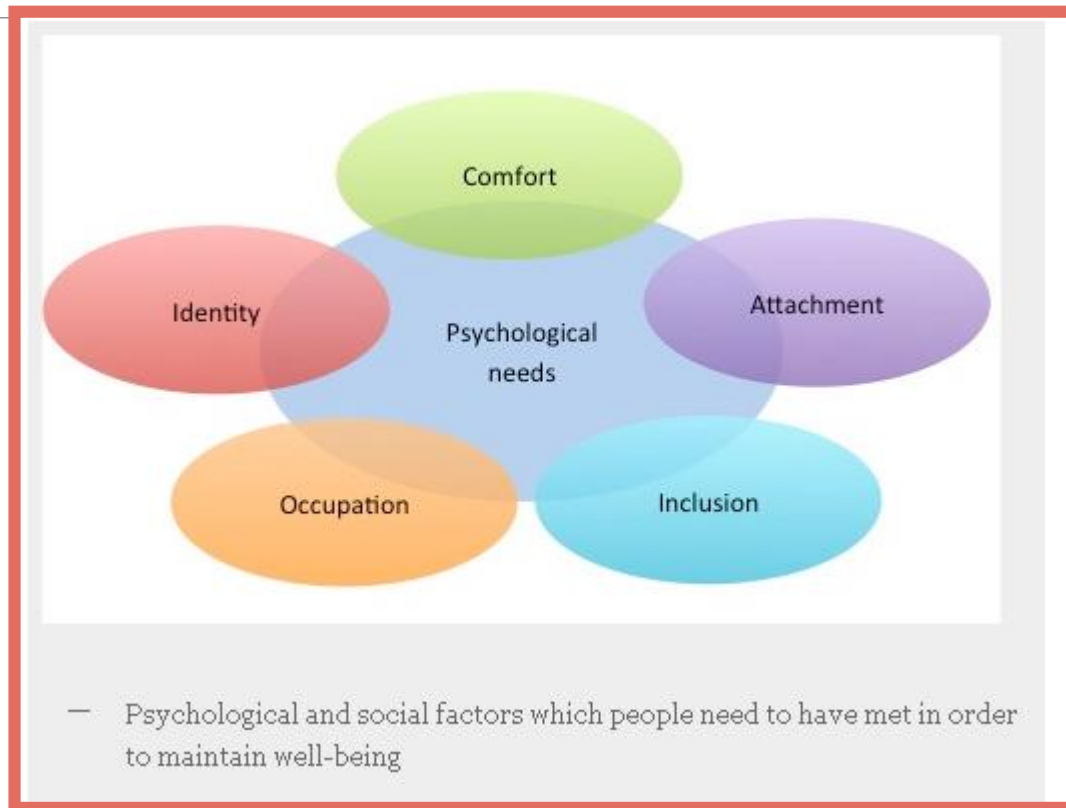 Comfort
Identity
Attachment
Psychological
needs
Occupation
Inclusion
— Psychological and social factors which people need to have met in order
to maintain well-being